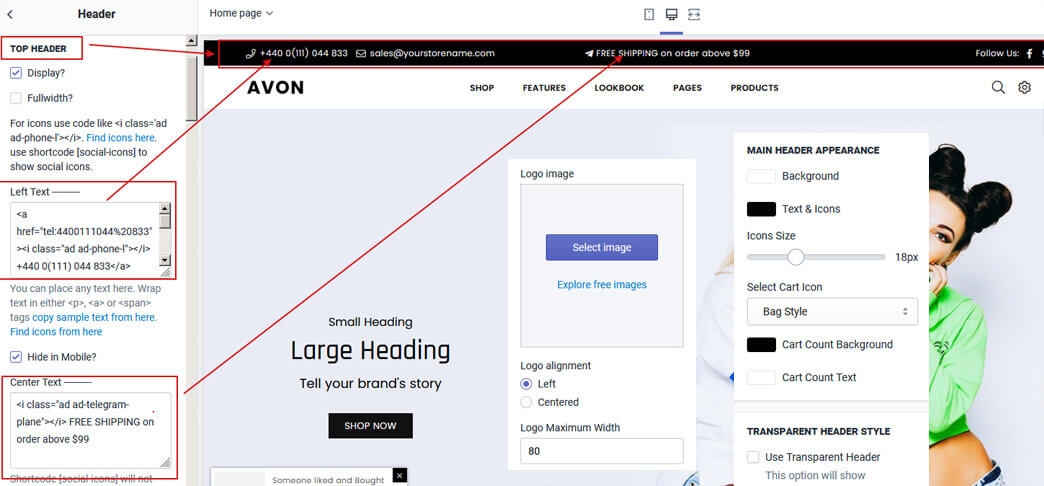 Header
Home page
TOP HEADER
Display?
Fullwidth?
For icons use code like <i class='ad
ad-phone-l'></i>. Find icons here.
use shortcode [social-icons] to
show social icons.
Left Text ———
<a
href="tel:4400111044%20833"
><i class="ad ad-phone-l"></i>
+440 0(111) 044 833</a>
You can place any text here. Wrap
text in either <p>, <a> or <span>
tags copy sample text from here.
Find icons from here
Hide in Mobile?
Center Text ———
<i class="ad ad-telegram-
plane"></i> FREE SHIPPING on
order above $99
Shortcode [social-icons] will not
+440 0(111) 044 833 sales@yourstorename.com FREE SHIPPING on order above $99 Follow Us:
AVON SHOP FEATURES LOOKBOOK PAGES PRODUCTS
Small Heading
Large Heading
Tell your brand's story
SHOP NOW
Someone liked and Bought
Logo image
Select image
Explore free images
Logo alignment
Left
Centered
Logo Maximum Width
80
MAIN HEADER APPEARANCE
Background
Text & Icons
Icons Size
18px
Select Cart Icon
Bag Style
Cart Count Background
Cart Count Text
TRANSPARENT HEADER STYLE
Use Transparent Header
This option will show